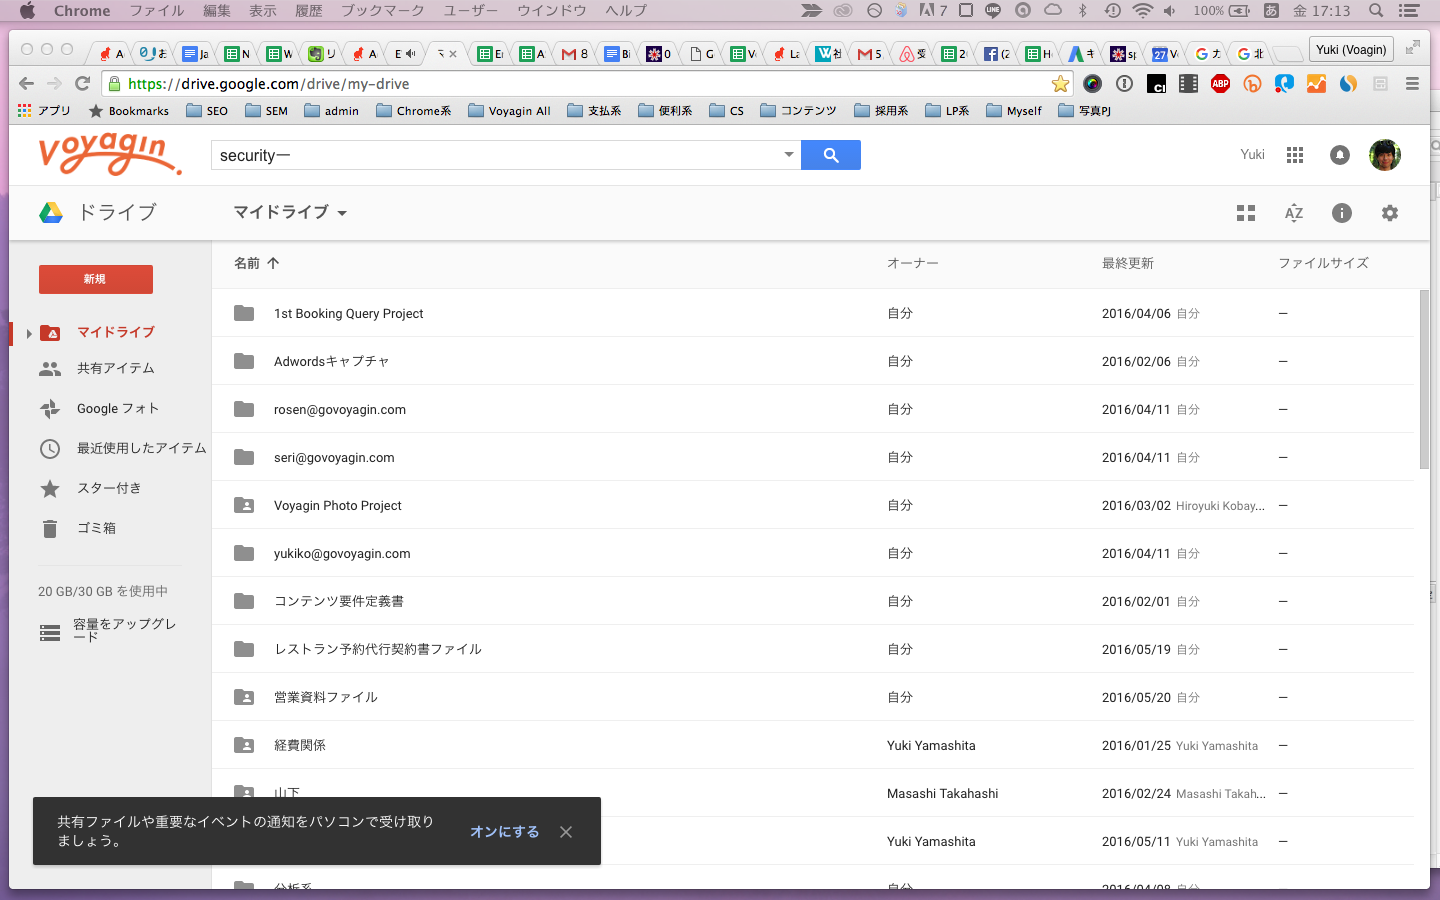 Chrome ファイル 編集 表示 履歴 ブックマーク ユーザー ウインドウ ヘルプ 7 LINE 100% あ 金 17:13
Yuki (Voagin)
https://drive.google.com/drive/my-drive
アプリ Bookmarks SEO SEM admin Chrome系 Voyagin All 支払系 便利系 CS コンテンツ 採用系 LP系 Myself 写真PJ
Voyagin.
securityー
Yuki
ドライブ
マイドライブ
AZ
新規
マイドライブ
共有アイテム
Google フォト
最近使用したアイテム
スター付き
ゴミ箱
20 GB/30 GB を使用中
容量をアップグレ
ード
名前 オーナー 最終更新 ファイルサイズ
1st Booking Query Project 自分 2016/04/06 自分 –
Adwordsキャプチャ 自分 2016/02/06 自分 –
rosen@govoyagin.com 自分 2016/04/11 自分 –
seri@govoyagin.com 自分 2016/04/11 自分 –
Voyagin Photo Project 自分 2016/03/02 Hiroyuki Kobay... –
yukiko@govoyagin.com 自分 2016/04/11 自分 –
コンテンツ要件定義書 自分 2016/02/01 自分 –
レストラン予約代行契約書ファイル 自分 2016/05/19 自分 –
営業資料ファイル 自分 2016/05/20 自分 –
経費関係 Yuki Yamashita 2016/01/25 Yuki Yamashita –
山下 Masashi Takahashi 2016/02/24 Masashi Takah... –
Yuki Yamashita 2016/05/11 Yuki Yamashita –
分析系 自分 2016/04/08 自分
共有ファイルや重要なイベントの通知をパソコンで受け取り
ましょう。
オンにする